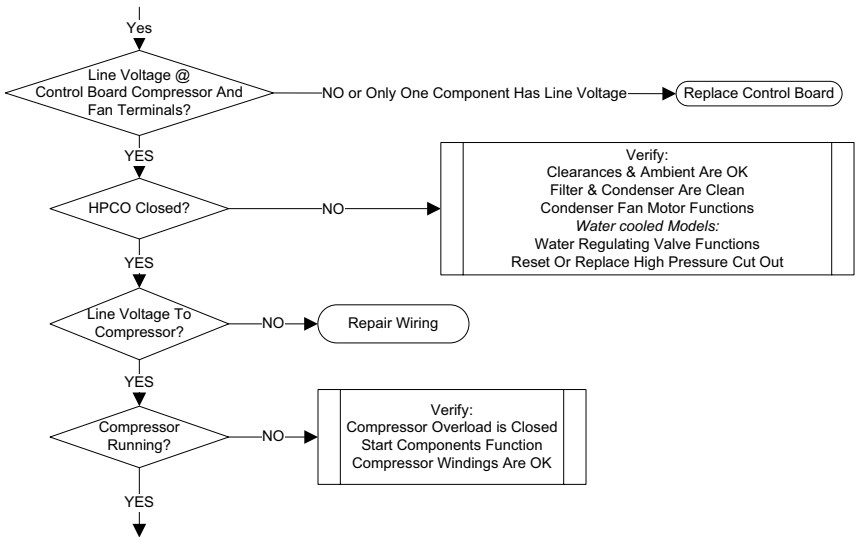 Yes
Line Voltage @
Control Board Compressor And
Fan Terminals?
NO or Only One Component Has Line Voltage
Replace Control Board
YES
HPCO Closed?
NO
Verify:
Clearances & Ambient Are OK
Filter & Condenser Are Clean
Condenser Fan Motor Functions
Water cooled Models:
Water Regulating Valve Functions
Reset Or Replace High Pressure Cut Out
YES
Line Voltage To
Compressor?
NO
Repair Wiring
YES
Compressor
Running?
NO
Verify:
Compressor Overload is Closed
Start Components Function
Compressor Windings Are OK
YES